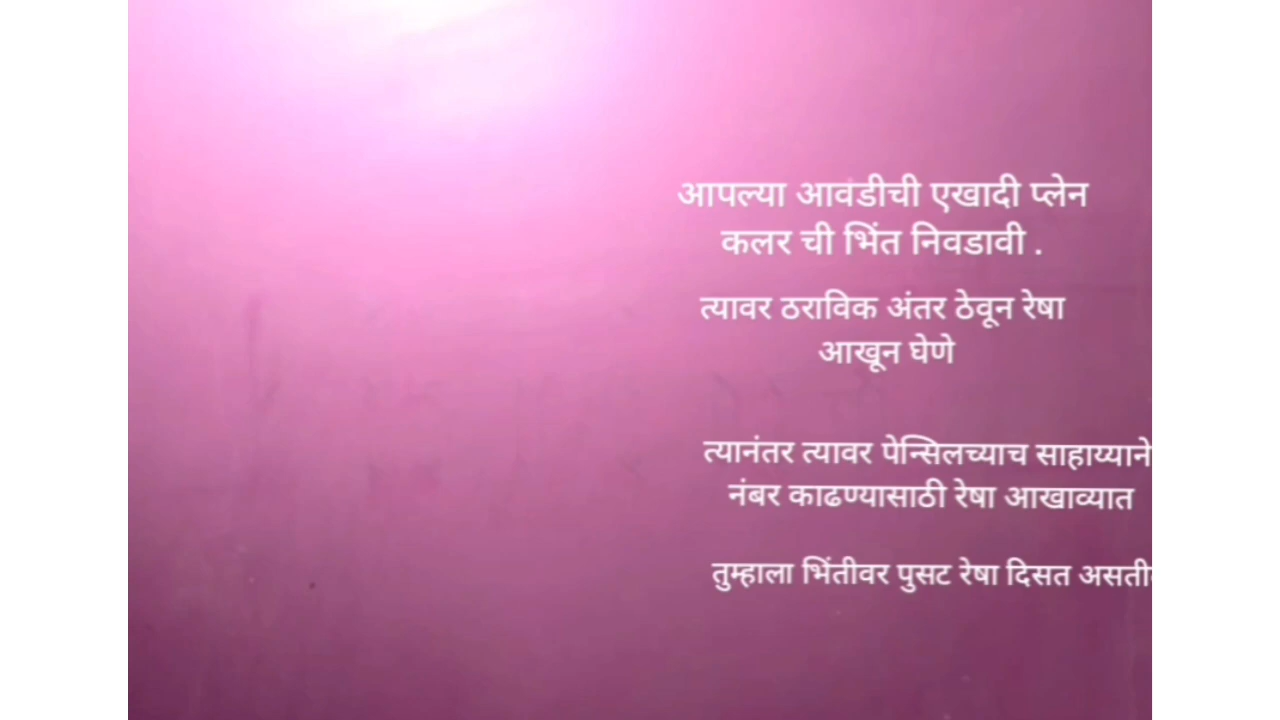 आपल्या आवडीची एखादी प्लेन
कलर ची भिंत निवडावी .
त्यावर ठराविक अंतर ठेवून रेषा
आखून घेणे
त्यानंतर त्यावर पेन्सिलच्याच साहाय्याने
नंबर काढण्यासाठी रेषा आखाव्यात
तुम्हाला भिंतीवर पुसट रेषा दिसत